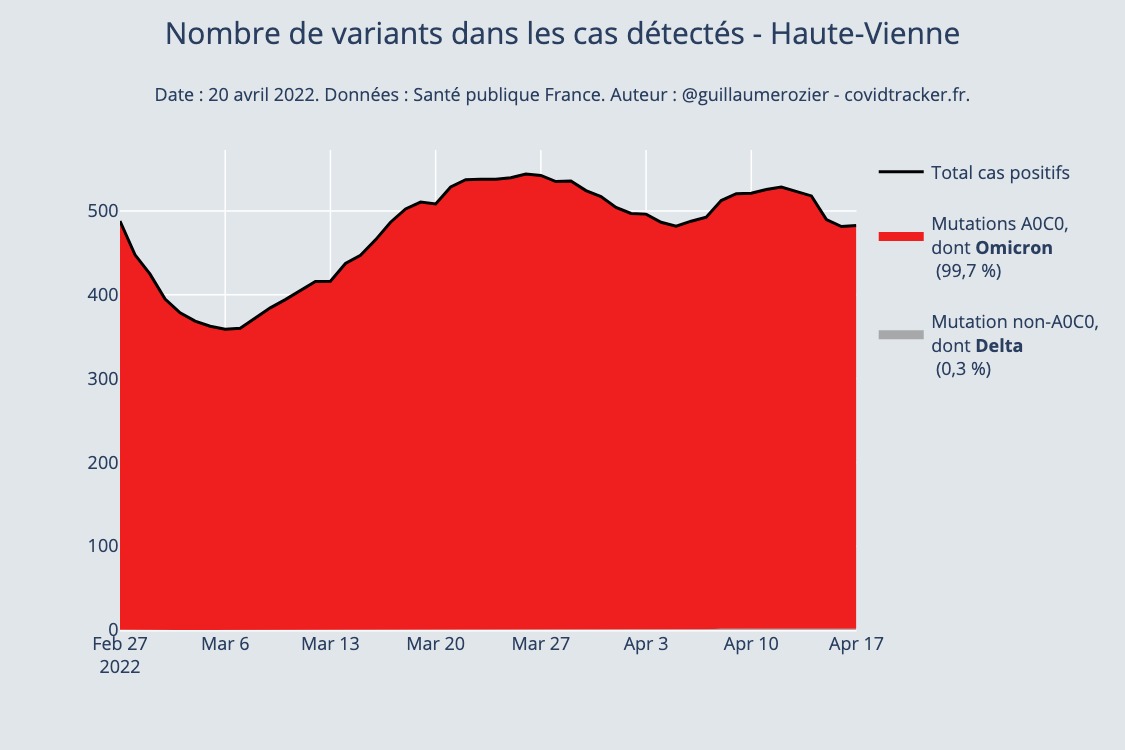 Nombre de variants dans les cas détectés - Haute-Vienne
Date : 20 avril 2022. Données : Santé publique France. Auteur : @guillaumerozier - covidtracker.fr.
Total cas positifs
Mutations A0C0,
dont Omicron
(99,7 %)
Mutation non-A0C0,
dont Delta
(0,3 %)
500
400
300
200
100
0
Feb 27
2022
Mar 6
Mar 13
Mar 20
Mar 27
Apr 3
Apr 10
Apr 17